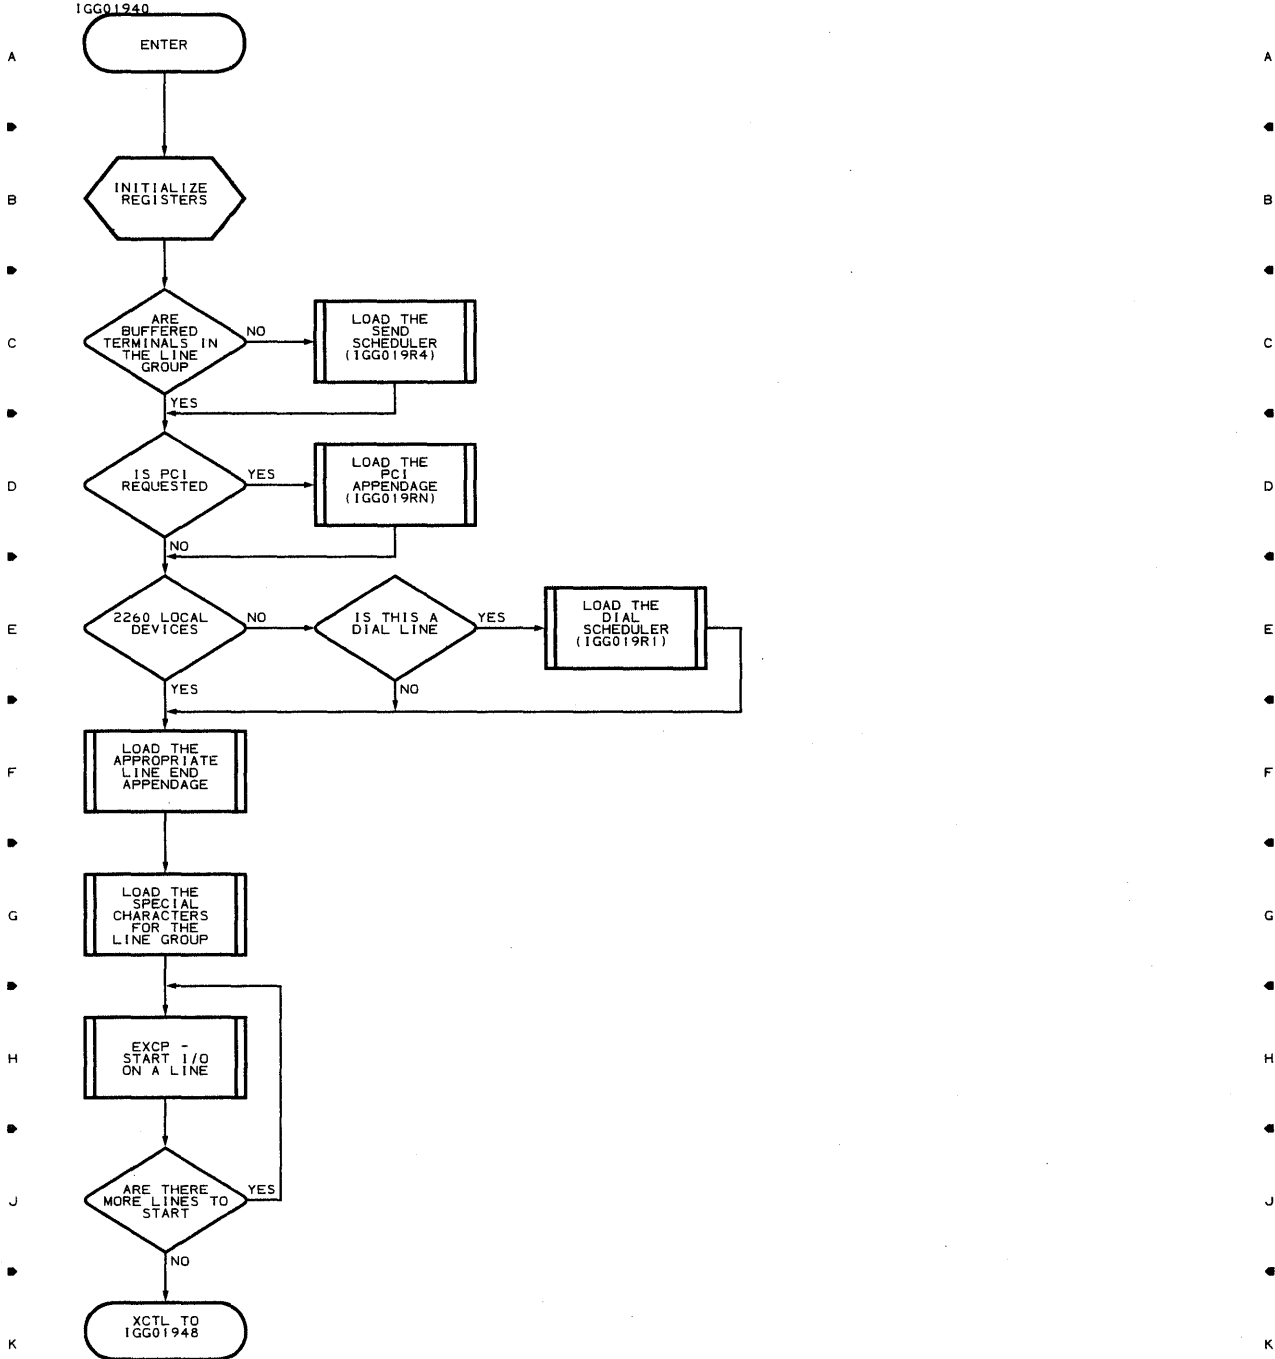 IGG01940
ENTER
A
A
INITIALIZE
REGISTERS
B
B
ARE
BUFFERED
TERMINALS IN
THE LINE
GROUP
NO
LOAD THE
SEND
SCHEDULER
(IGG019R4)
C
C
YES
IS PCI
REQUESTED
YES
LOAD THE
PCI
APPENDAGE
(IGG019RN)
D
D
NO
2260 LOCAL
DEVICES
NO
IS THIS A
DIAL LINE
YES
LOAD THE
DIAL
SCHEDULER
(IGG019R1)
E
E
YES
NO
LOAD THE
APPROPRIATE
LINE END
APPENDAGE
F
F
LOAD THE
SPECIAL
CHARACTERS
FOR THE
LINE GROUP
G
G
EXCP -
START I/O
ON A LINE
H
H
ARE THERE
MORE LINES TO
START
YES
J
J
NO
XCTL TO
IGG01948
K
K